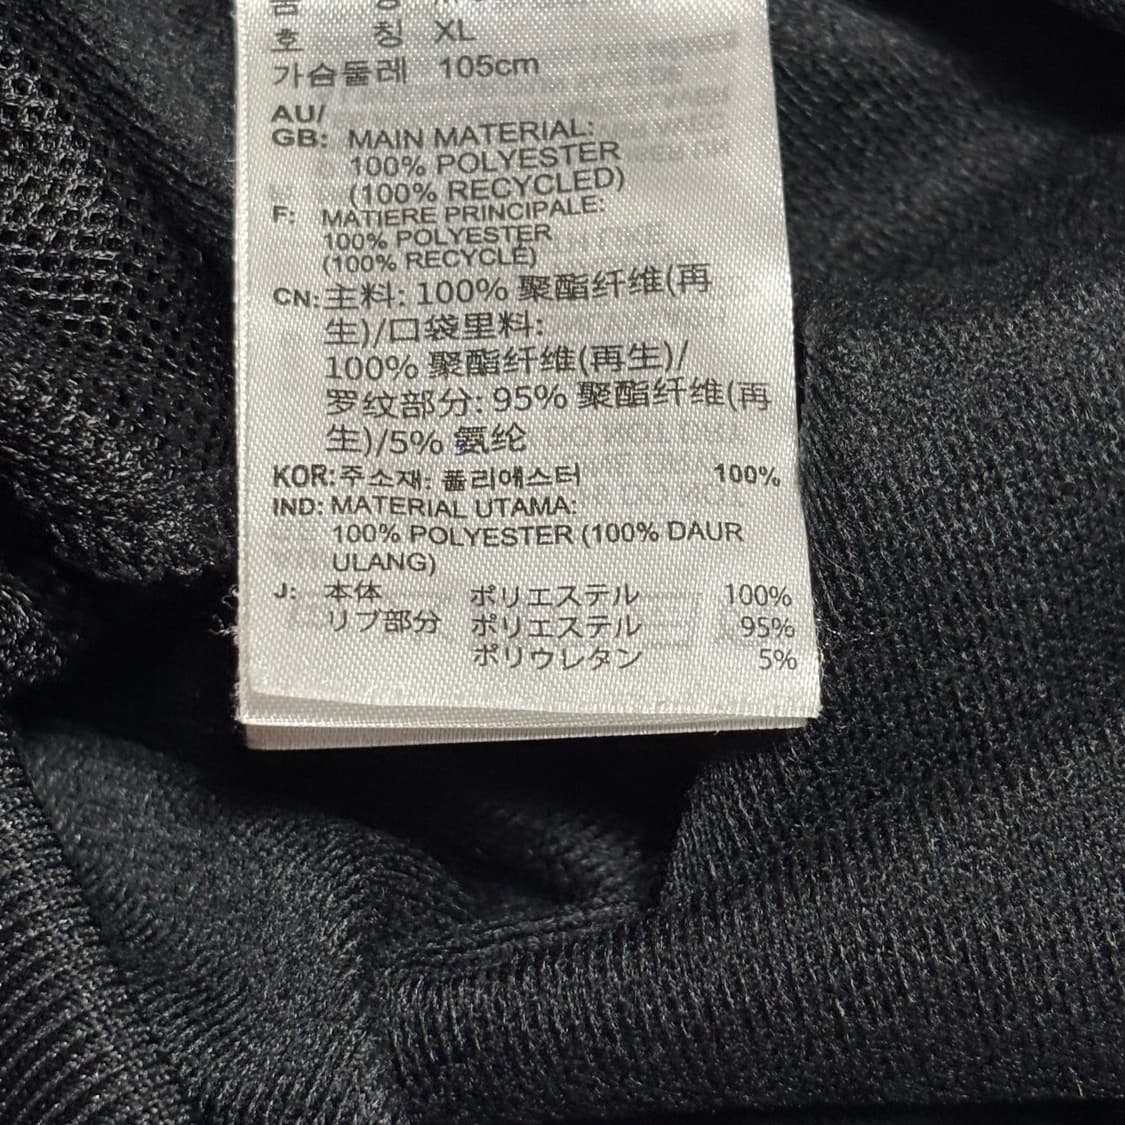 호 칭 XL
가슴둘레 105cm
AU/
GB: MAIN MATERIAL:
100% POLYESTER
(100% RECYCLED)
F: MATIERE PRINCIPALE:
100% POLYESTER
(100% RECYCLÉ)
CN: 主料: 100% 聚酯纤维(再
生)/口袋里料:
100% 聚酯纤维(再生)/
罗纹部分: 95% 聚酯纤维(再
生)/5% 氨纶
KOR: 주소재: 폴리에스터 100%
IND: MATERIAL UTAMA:
100% POLYESTER (100% DAUR
ULANG)
J: 本体 ポリエステル 100%
リブ部分 ポリエステル 95%
ポリウレタン 5%